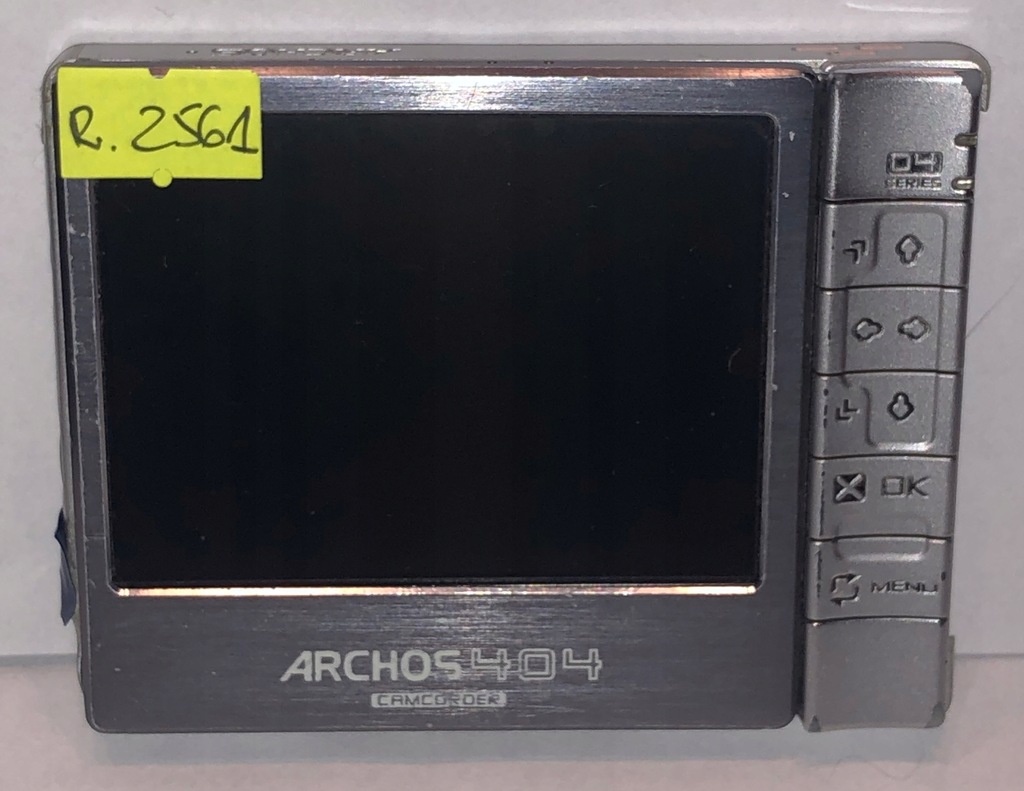 R. 2561
04
SERIES
OK
MENU
ARCHOS 404
CAMCORDER